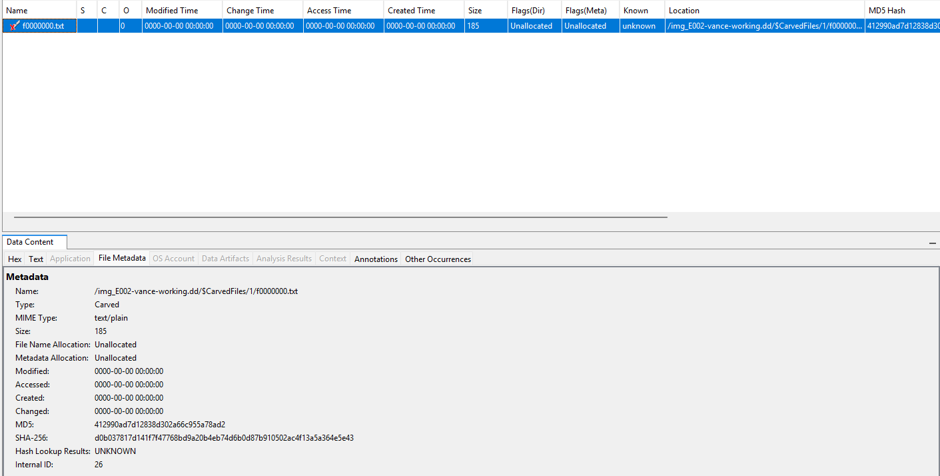 Name S C O Modified Time Change Time Access Time Created Time Size Flags(Dir) Flags(Meta) Known Location MD5 Hash
f0000000.txt 0 0000-00-00 00:00:00 0000-00-00 00:00:00 0000-00-00 00:00:00 0000-00-00 00:00:00 185 Unallocated Unallocated unknown /img_E002-vance-working.dd/$CarvedFiles/1/f000000... 412990ad7d12838d30
Data Content
Hex Text Application File Metadata OS Account Data Artifacts Analysis Results Context Annotations Other Occurrences
Metadata
Name: /img_E002-vance-working.dd/$CarvedFiles/1/f0000000.txt
Type: Carved
MIME Type: text/plain
Size: 185
File Name Allocation: Unallocated
Metadata Allocation: Unallocated
Modified: 0000-00-00 00:00:00
Accessed: 0000-00-00 00:00:00
Created: 0000-00-00 00:00:00
Changed: 0000-00-00 00:00:00
MD5: 412990ad7d12838d302a66c955a78ad2
SHA-256: d0b037817d141f7f47768bd9a20b4eb74d6b0d87b910502ac4f13a5a364e5e43
Hash Lookup Results: UNKNOWN
Internal ID: 26